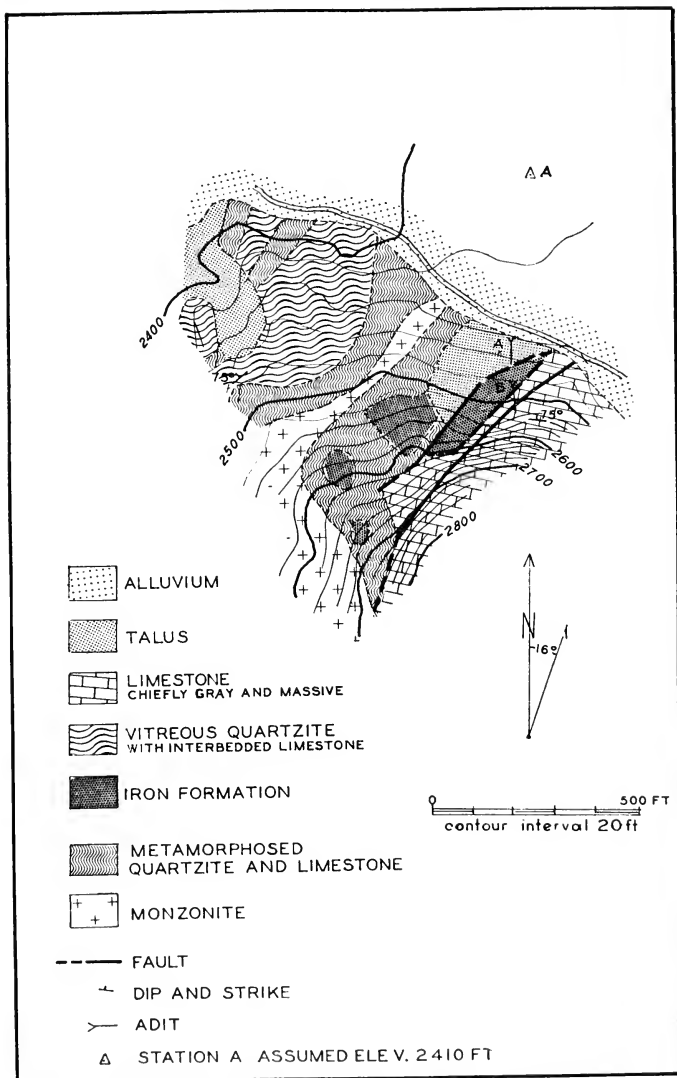 A
2400
75°
A
B
75°
2500
2600
2700
2800
ALLUVIUM
TALUS
LIMESTONE
CHIEFLY GRAY AND MASSIVE
VITREOUS QUARTZITE
WITH INTERBEDDED LIMESTONE
IRON FORMATION
METAMORPHOSED
QUARTZITE AND LIMESTONE
MONZONITE
FAULT
DIP AND STRIKE
ADIT
STATION A ASSUMED ELEV. 2410 FT
N
16°
0 500 FT
contour interval 20ft